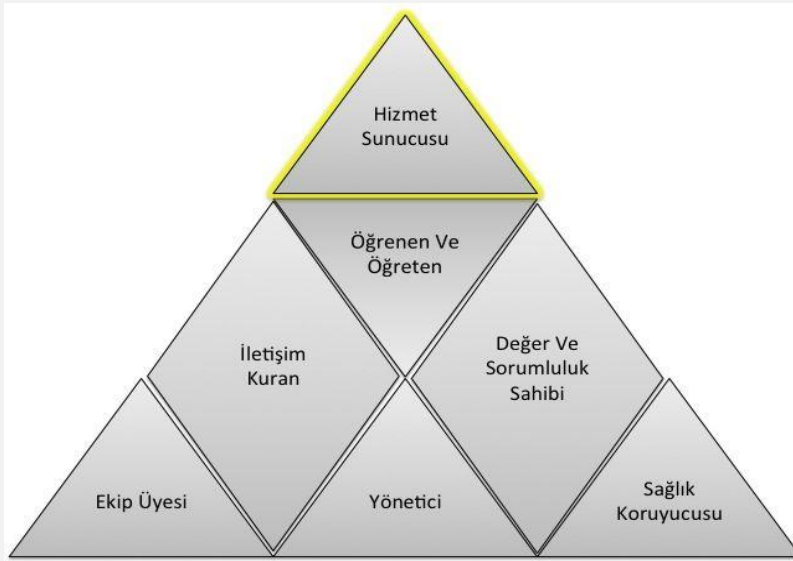 Hizmet
Sunucusu
Öğrenen Ve
Öğreten
İletişim
Kuran
Değer Ve
Sorumluluk
Sahibi
Ekip Üyesi
Yönetici
Sağlık
Koruyucusu